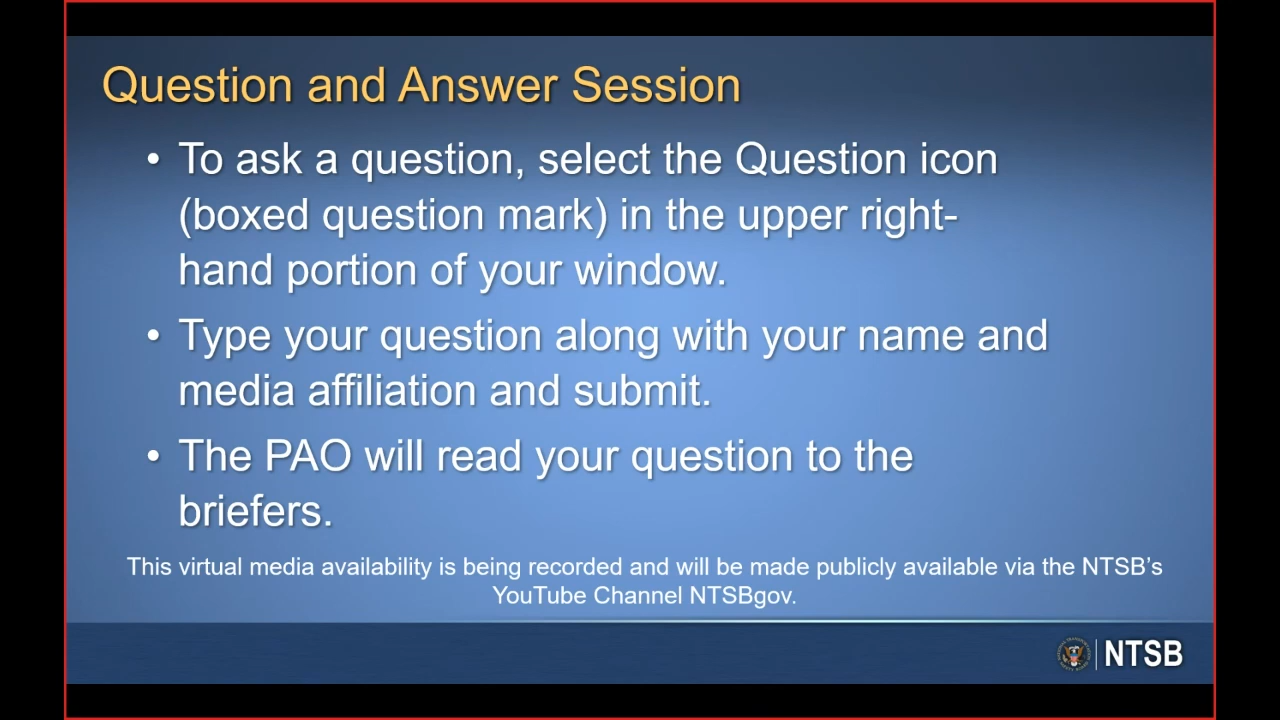 Question and Answer Session
• To ask a question, select the Question icon
(boxed question mark) in the upper right-
hand portion of your window.
• Type your question along with your name and
media affiliation and submit.
• The PAO will read your question to the
briefers.
This virtual media availability is being recorded and will be made publicly available via the NTSB’s
YouTube Channel NTSBgov.
NTSB